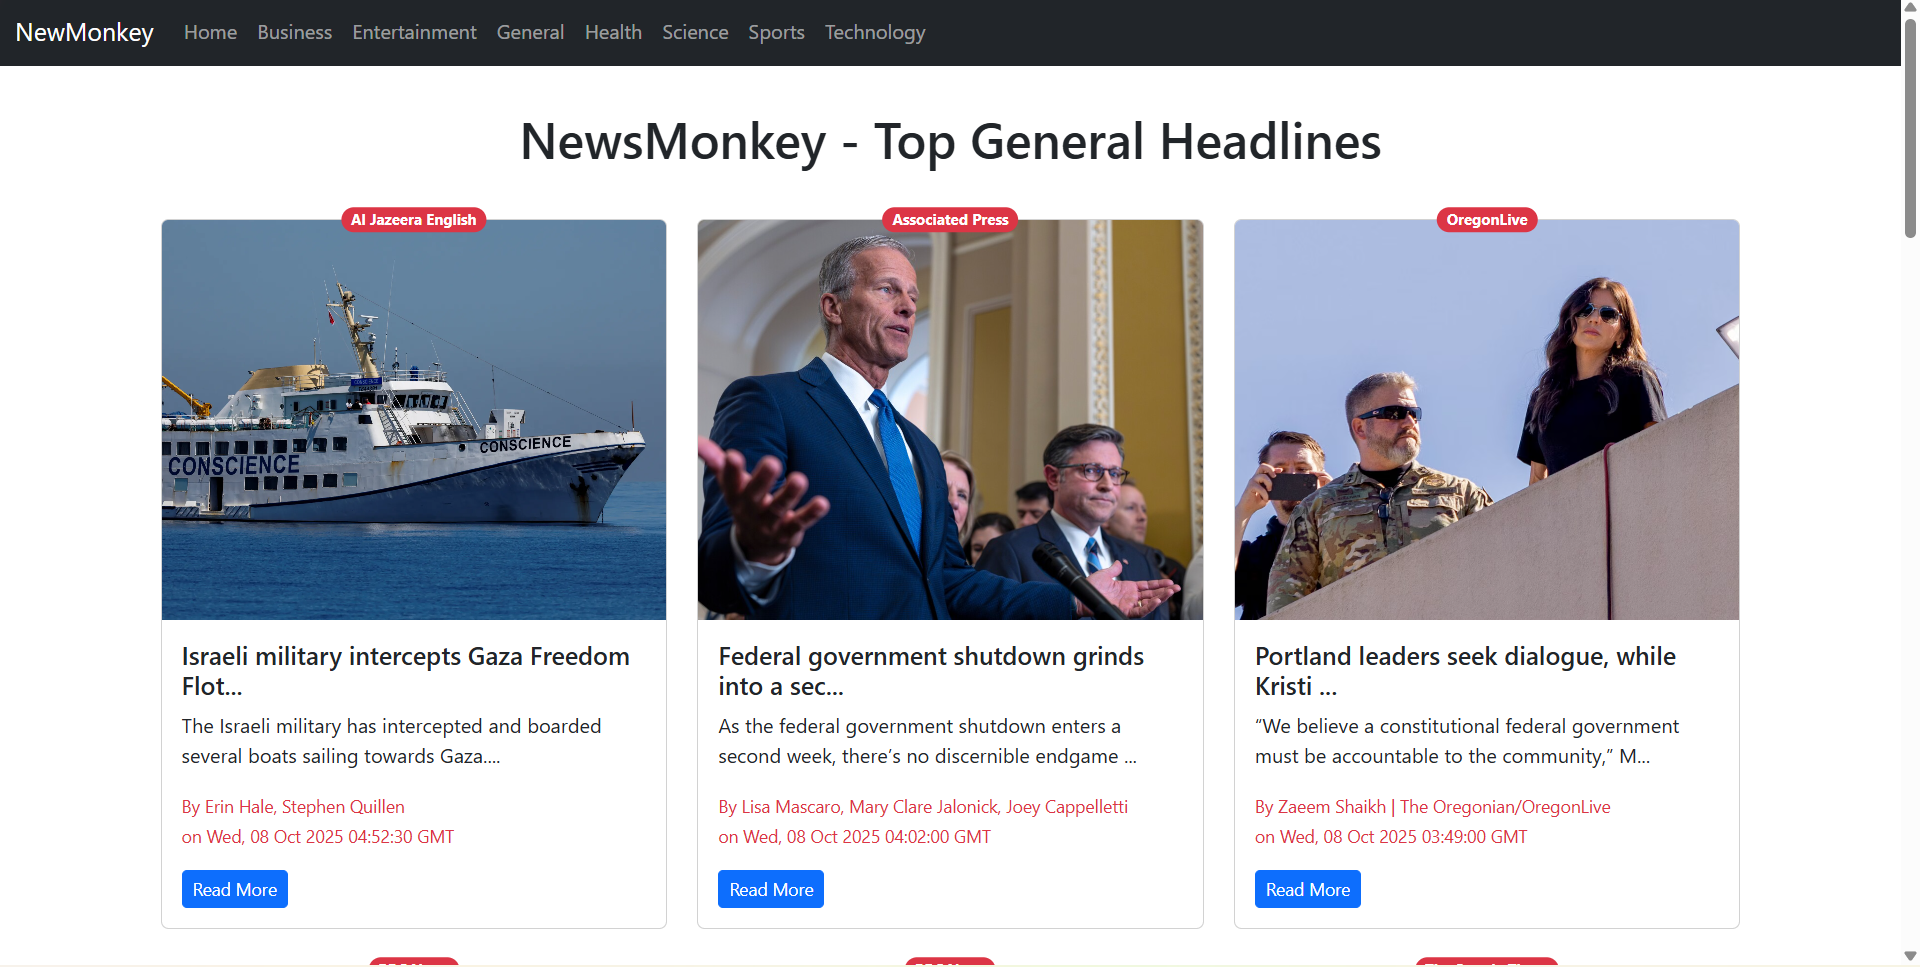 NewMonkey Home Business Entertainment General Health Science Sports Technology
NewsMonkey - Top General Headlines
Al Jazeera English
CONSCIENCE
CONSCIENCE
Israeli military intercepts Gaza Freedom
Flot...
The Israeli military has intercepted and boarded
several boats sailing towards Gaza....
By Erin Hale, Stephen Quillen
on Wed, 08 Oct 2025 04:52:30 GMT
Read More
Associated Press
Federal government shutdown grinds
into a sec...
As the federal government shutdown enters a
second week, there’s no discernible endgame ...
By Lisa Mascaro, Mary Clare Jalonick, Joey Cappelletti
on Wed, 08 Oct 2025 04:02:00 GMT
Read More
OregonLive
Portland leaders seek dialogue, while
Kristi ...
“We believe a constitutional federal government
must be accountable to the community,” M...
By Zaeem Shaikh | The Oregonian/OregonLive
on Wed, 08 Oct 2025 03:49:00 GMT
Read More